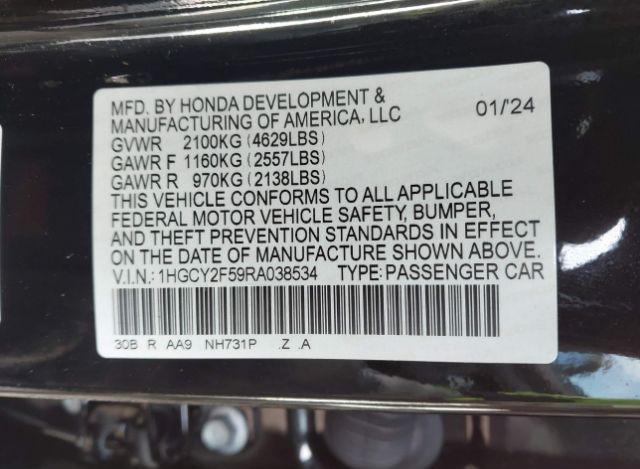 MFD. BY HONDA DEVELOPMENT &
MANUFACTURING OF AMERICA, LLC 01/'24
GVWR 2100KG (4629LBS)
GAWR F 1160KG (2557LBS)
GAWR R 970KG (2138LBS)
THIS VEHICLE CONFORMS TO ALL APPLICABLE
FEDERAL MOTOR VEHICLE SAFETY, BUMPER,
AND THEFT PREVENTION STANDARDS IN EFFECT
ON THE DATE OF MANUFACTURE SHOWN ABOVE.
V.I.N.: 1HGCY2F59RA038534 TYPE: PASSENGER CAR
30B R AA9 NH731P .Z .A